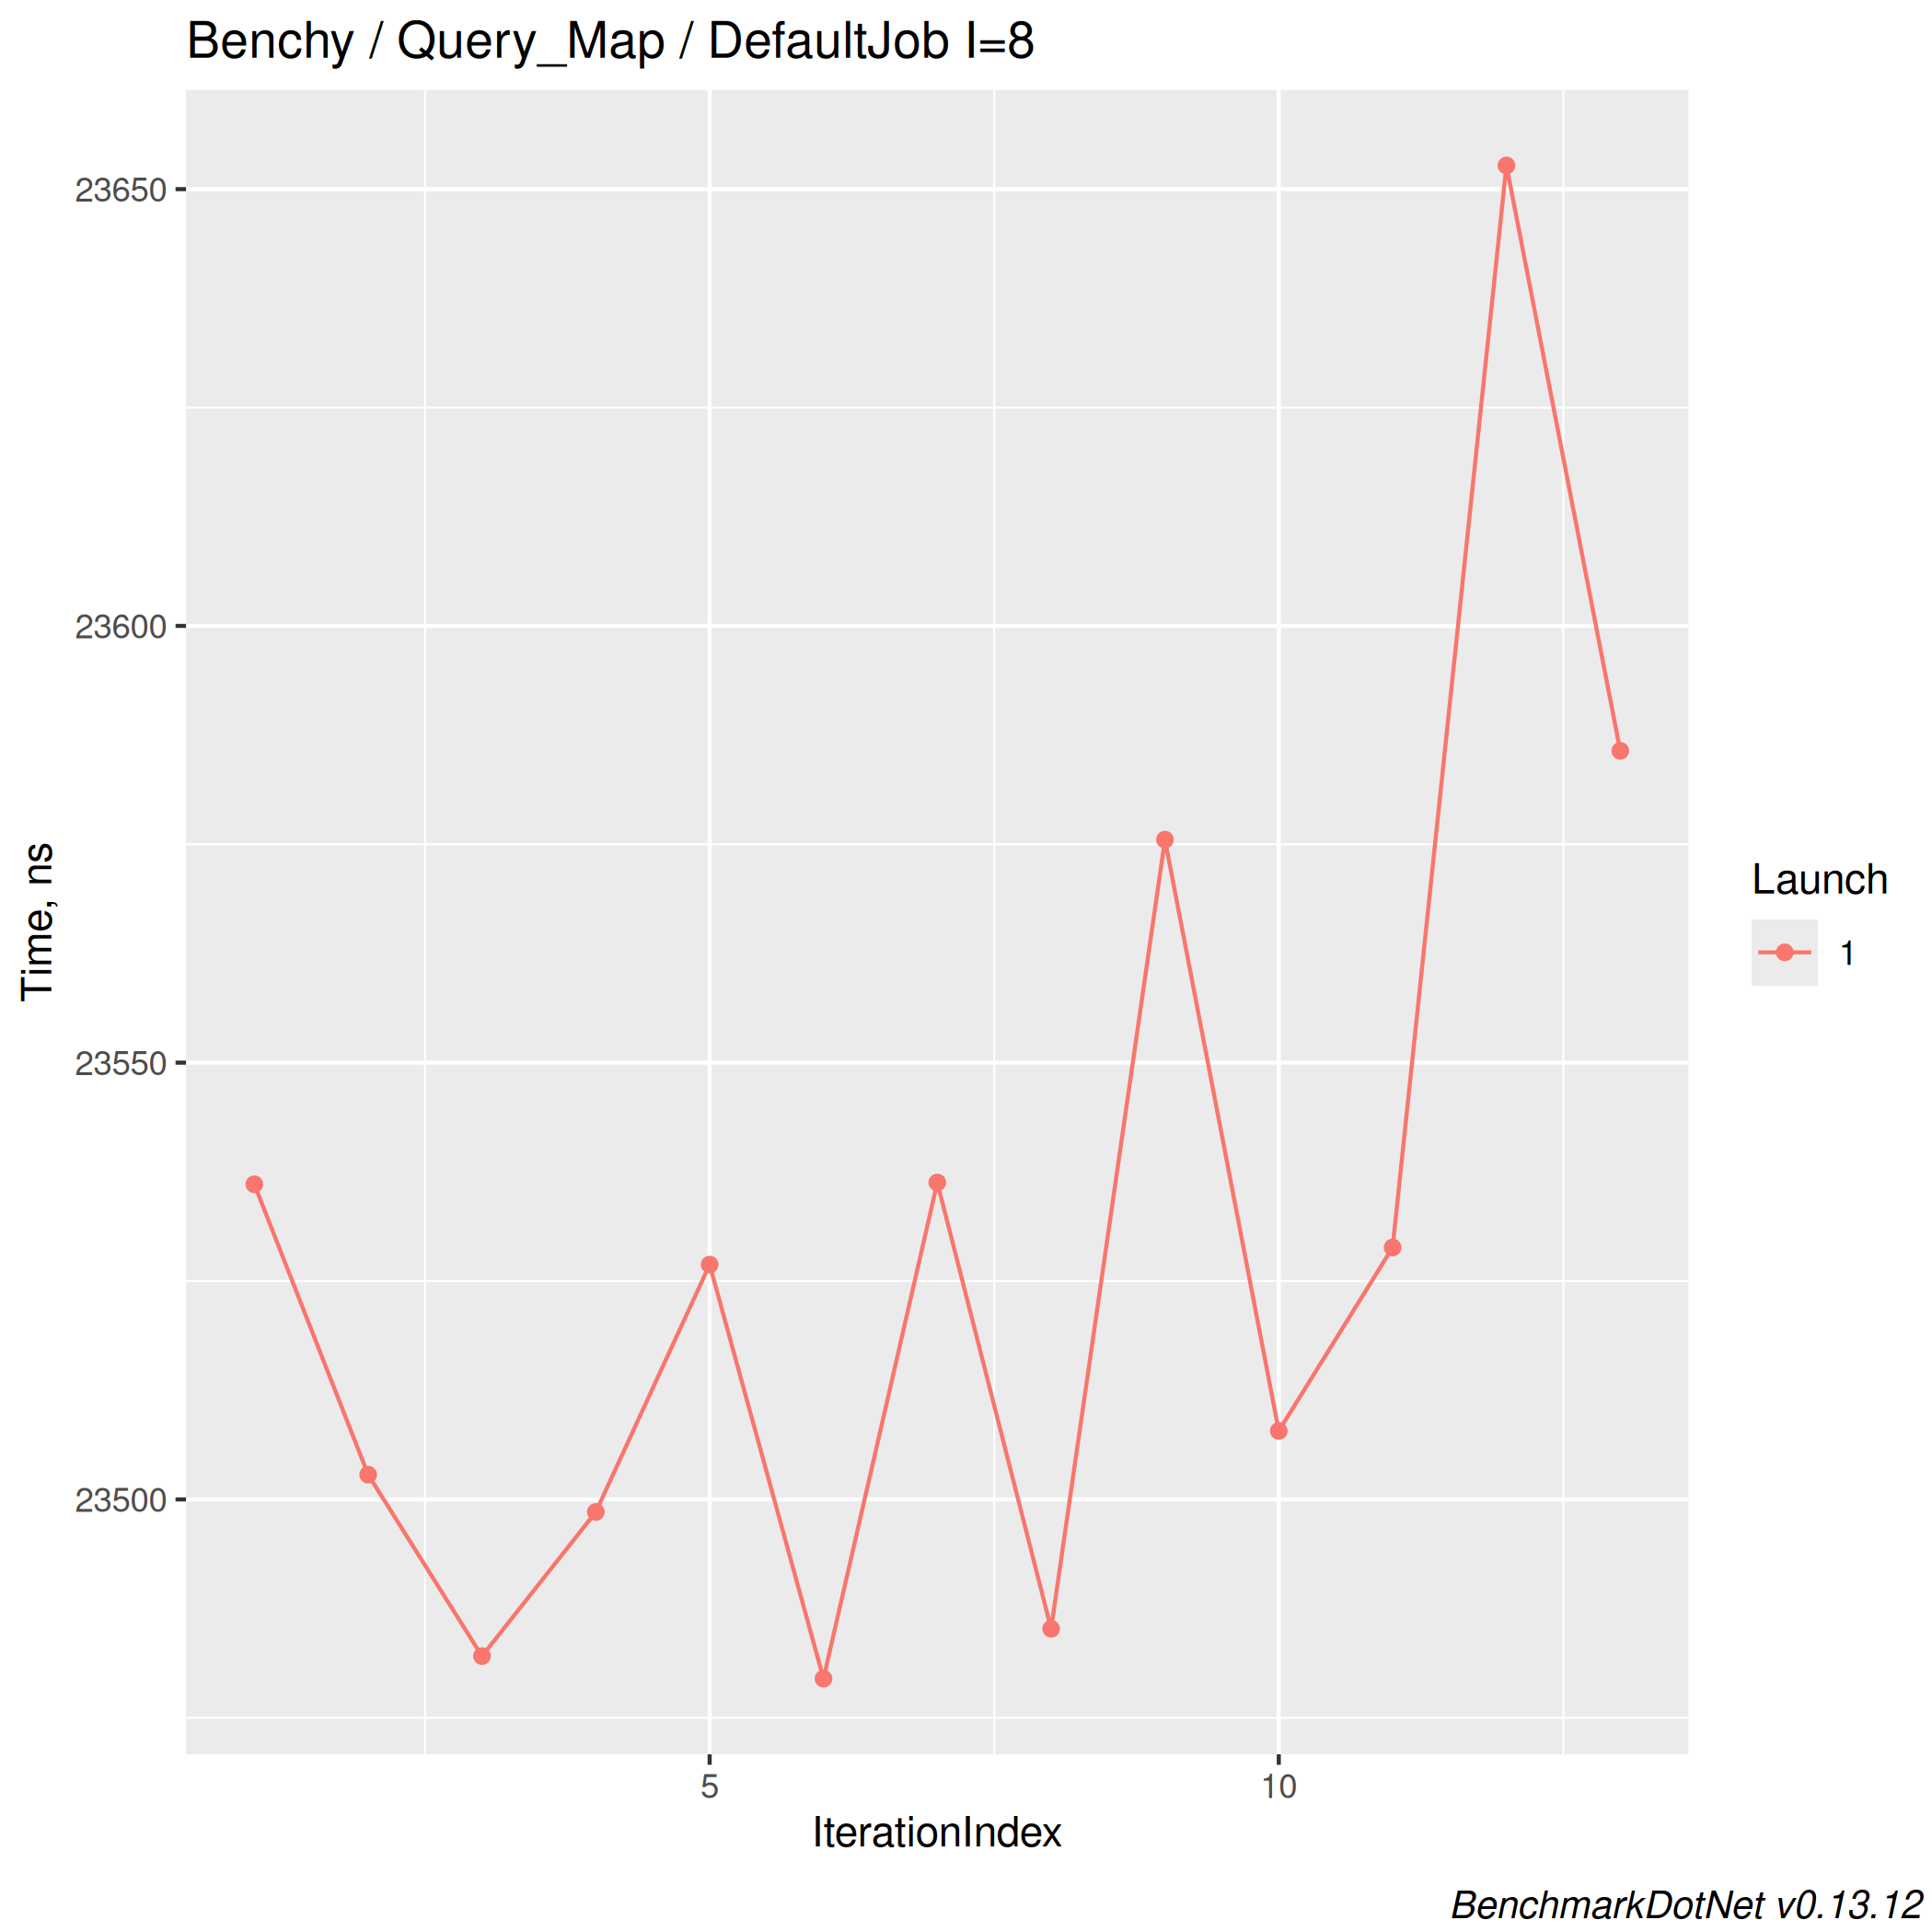 Benchy / Query_Map / DefaultJob I=8
Time, ns
23650
23600
23550
23500
5
10
IterationIndex
Launch
1
BenchmarkDotNet v0.13.12